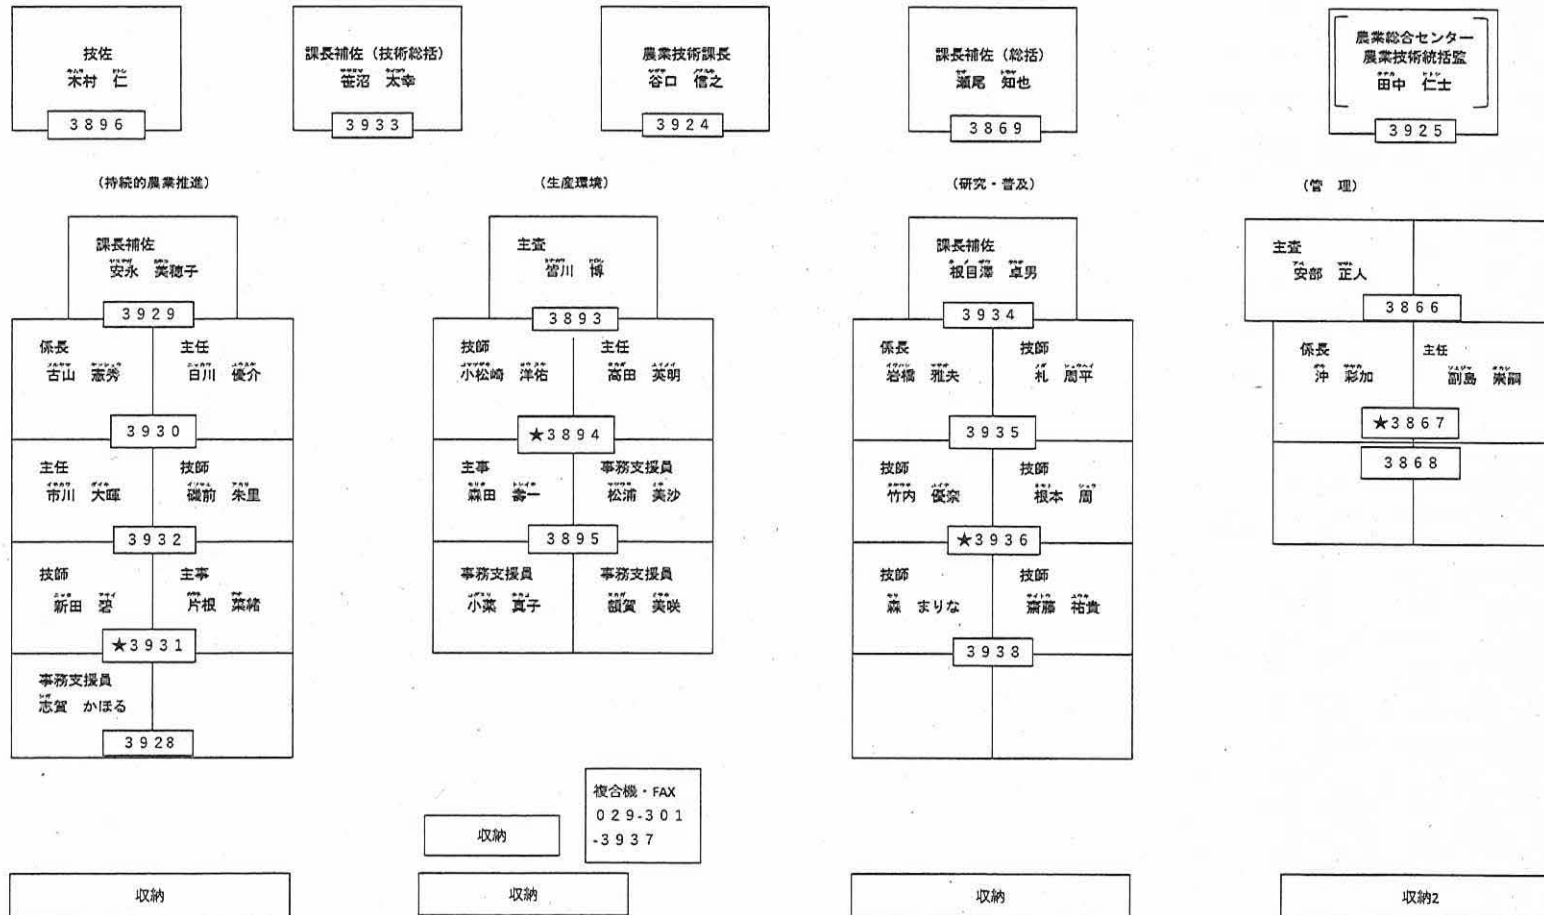 技佐
木村 仁
3896
課長補佐（技術総括）
笹沼 太幸
3933
農業技術課長
谷口 信之
3924
課長補佐（総括）
瀬尾 知也
3869
農業総合センター
農業技術統括監
田中 仁士
3925
（持続的農業推進）
課長補佐
安永 美穂子
3929
係長 主任
古山 憲秀 日川 優介
3930
主任 技師
市川 大暉 磯前 朱里
3932
技師 主事
新田 碧 片根 菜緒
★3931
事務支援員
志賀 かほる
3928
（生産環境）
主査
皆川 博
3893
技師 主任
小松崎 洋佑 高田 英明
★3894
主事 事務支援員
森田 壽一 松浦 美沙
3895
事務支援員 事務支援員
小薬 真子 額賀 美咲
（研究・普及）
課長補佐
根目澤 卓男
3934
係長 技師
岩橋 雅夫 札 周平
3935
技師 技師
竹内 優奈 根本 周
★3936
技師 技師
森 まりな 齋藤 祐貴
3938
（管 理）
主査
安部 正人
3866
係長 主任
沖 彩加 副島 崇嗣
★3867
3868
複合機・FAX
029-301
-3937
収納
収納
収納
収納
収納2